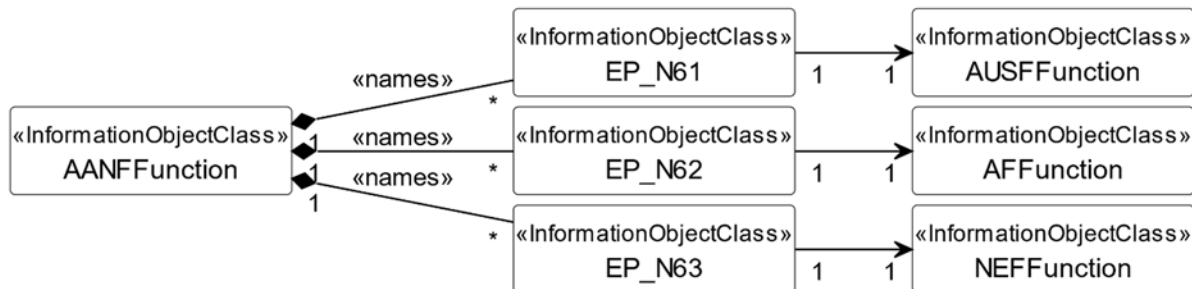 «InformationObjectClass»
EP_N61
1
1
«InformationObjectClass»
AUSFFunction
«names»
*
«InformationObjectClass»
AANFFunction
1
«names»
1
*
«InformationObjectClass»
EP_N62
1
1
«InformationObjectClass»
AFFunction
«names»
1
*
«InformationObjectClass»
EP_N63
1
1
«InformationObjectClass»
NEFFunction